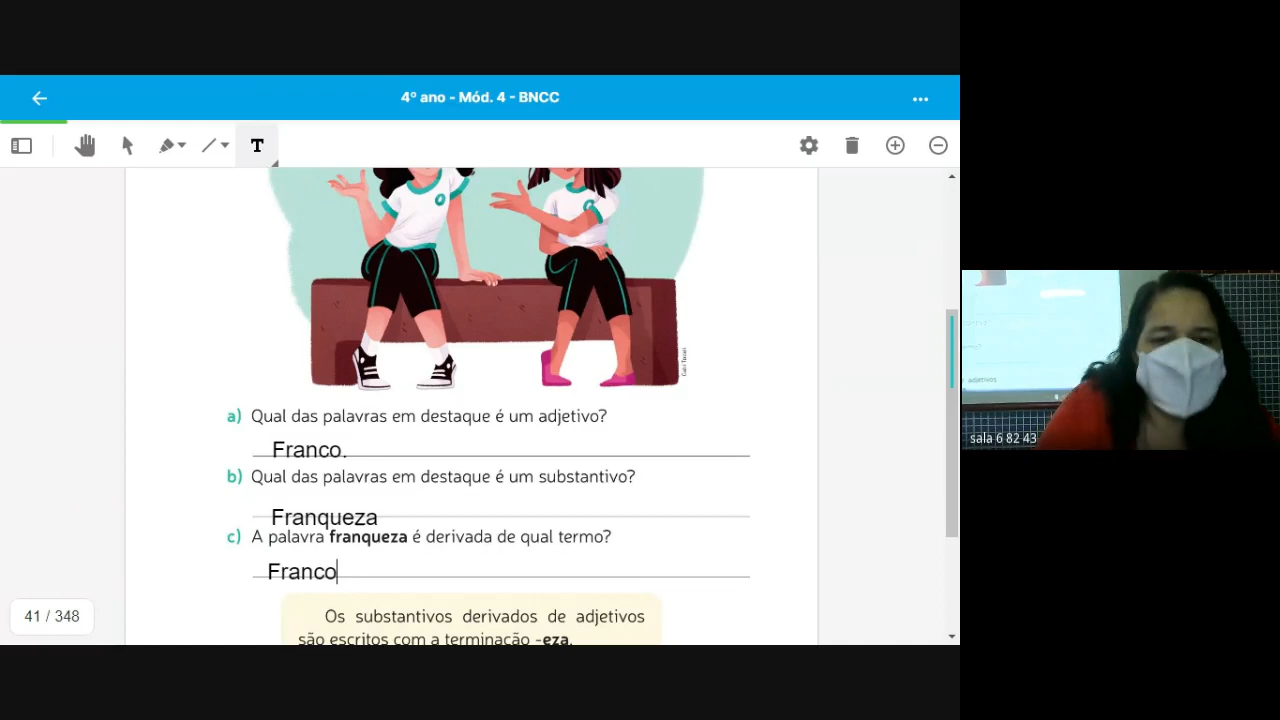 4º ano - Mód. 4 - BNCC
T
a) Qual das palavras em destaque é um adjetivo?
Franco.
b) Qual das palavras em destaque é um substantivo?
Franqueza
c) A palavra franqueza é derivada de qual termo?
Franco
Os substantivos derivados de adjetivos
são escritos com a terminação -eza.
41 / 348
sala 6 82 43
adjetivos